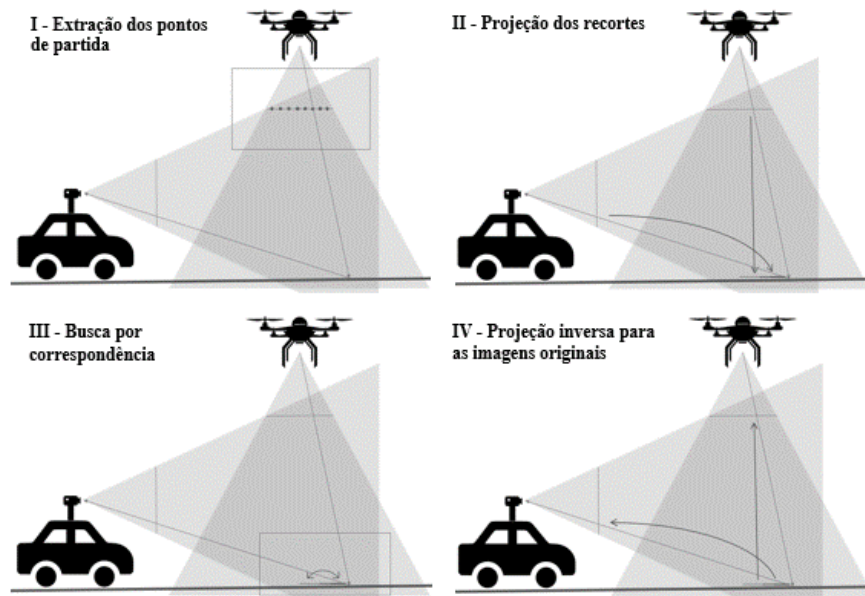 I - Extração dos pontos
de partida
II - Projeção dos recortes
III - Busca por
correspondência
IV - Projeção inversa para
as imagens originais